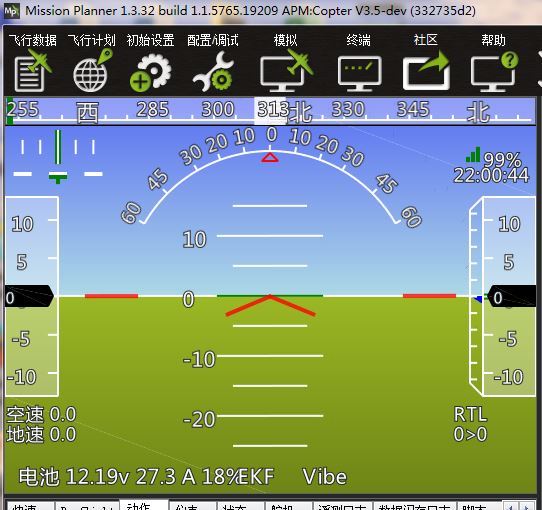 Mission Planner 1.3.32 build 1.1.5765.19209 APM:Copter V3.5-dev (332735d2)
飞行数据 飞行计划 初始设置 配置/调试 模拟 终端 社区 帮助
255 西 285 300 313 北 330 345 北
60 45 30 20 10 0 10 20 30 45 60
99%
22:00:44
10 10 10
5 5
0 0 0
-5 -5
-10 -10 -10
-20
空速 0.0 RTL
地速 0.0 0>0
电池 12.19v 27.3 A 18% EKF Vibe
动作